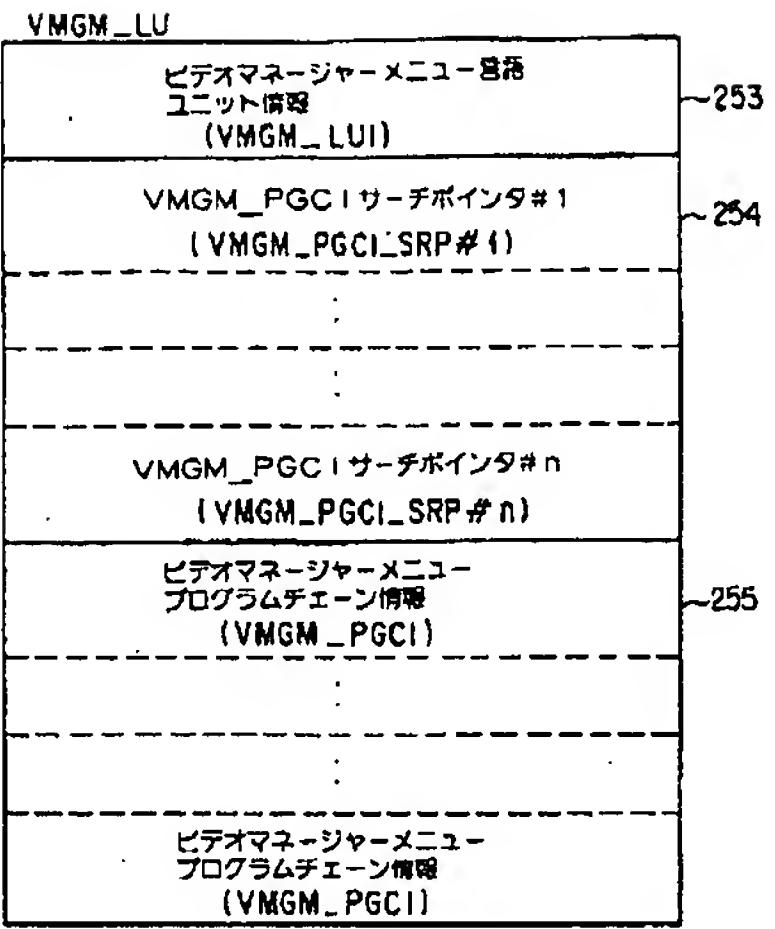 VMGM_LU
ビデオマネージャーメニュー言語
ユニット情報
(VMGM_LUI)
~253
VMGM_PGCIサーチポインタ#1
(VMGM_PGCI_SRP#1)
~254
VMGM_PGCIサーチポインタ#n
(VMGM_PGCI_SRP#n)
ビデオマネージャーメニュー
プログラムチェーン情報
(VMGM_PGCI)
~255
ビデオマネージャーメニュー
プログラムチェーン情報
(VMGM_PGCI)